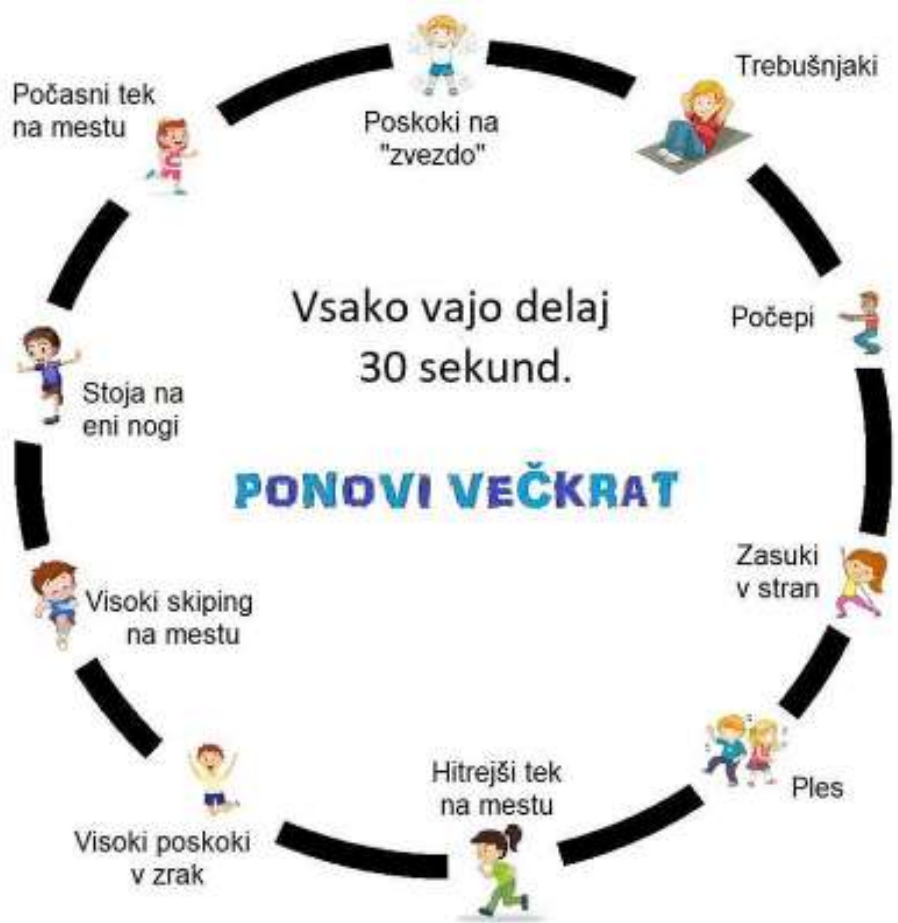 Poskoki na
"zvezdo"
Trebušnjaki
Počepi
Zasuki
v stran
Ples
Hitrejši tek
na mestu
Visoki poskoki
v zrak
Visoki skiping
na mestu
Stoja na
eni nogi
Počasni tek
na mestu
Vsako vajo delaj
30 sekund.
PONOVI VEČKRAT